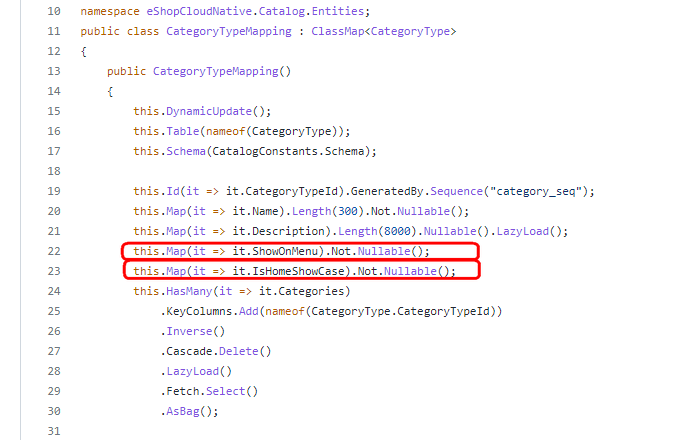 10 namespace eShopCloudNative.Catalog.Entities;
11 public class CategoryTypeMapping : ClassMap<CategoryType>
12 {
13     public CategoryTypeMapping()
14     {
15         this.DynamicUpdate();
16         this.Table(nameof(CategoryType));
17         this.Schema(CatalogConstants.Schema);
18
19         this.Id(it => it.CategoryTypeId).GeneratedBy.Sequence("category_seq");
20         this.Map(it => it.Name).Length(300).Not.Nullable();
21         this.Map(it => it.Description).Length(8000).Nullable().LazyLoad();
22         this.Map(it => it.ShowOnMenu).Not.Nullable();
23         this.Map(it => it.IsHomeShowCase).Not.Nullable();
24         this.HasMany(it => it.Categories)
25             .KeyColumns.Add(nameof(CategoryType.CategoryTypeId))
26             .Inverse()
27             .Cascade.Delete()
28             .LazyLoad()
29             .Fetch.Select()
30             .AsBag();
31